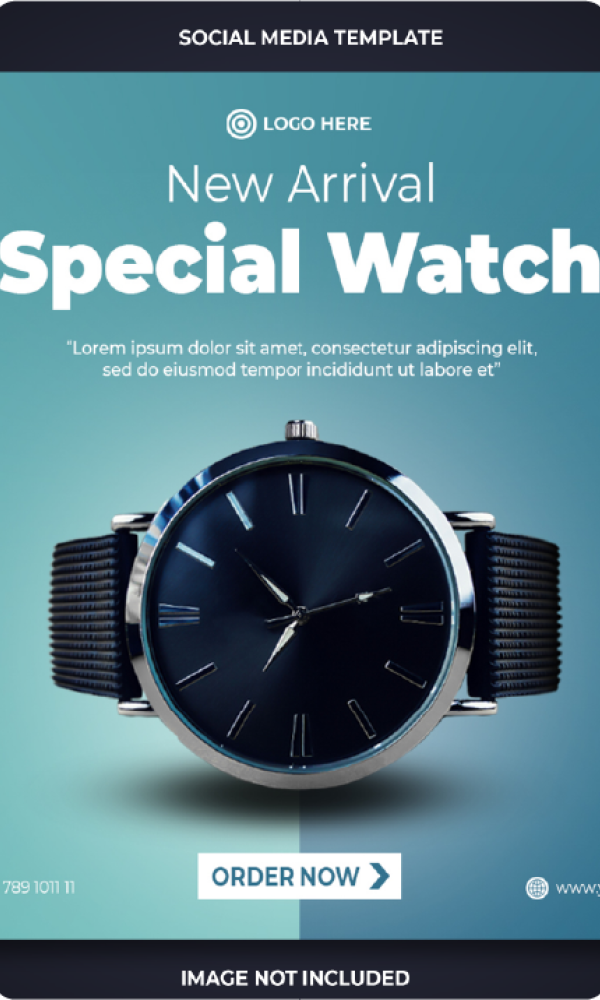 SOCIAL MEDIA TEMPLATE
LOGO HERE
New Arrival
Special Watch
“Lorem ipsum dolor sit amet, consectetur adipiscing elit,
sed do eiusmod tempor incididunt ut labore et”
ORDER NOW
789 1011 11
www.y
IMAGE NOT INCLUDED